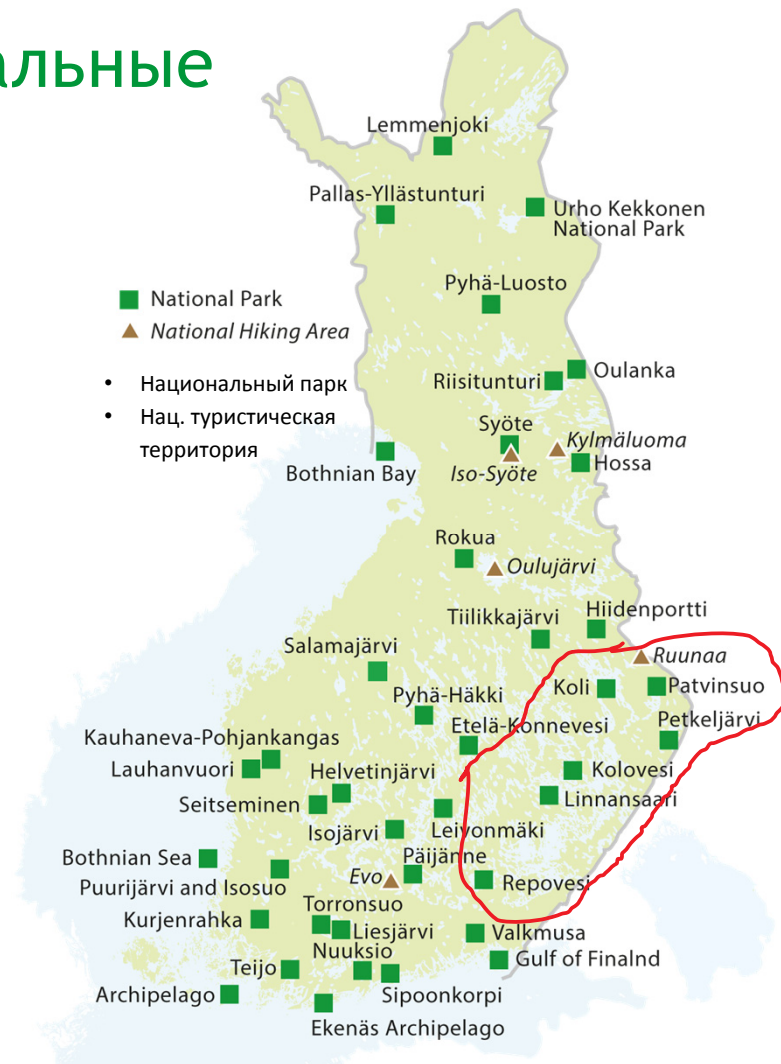 альные
Lemmenjoki
Pallas-Yllästunturi
Urho Kekkonen
National Park
Pyhä-Luosto
National Park
National Hiking Area
• Национальный парк
• Нац. туристическая
территория
Oulanka
Riisitunturi
Syöte
Kylmäluoma
Iso-Syöte
Hossa
Bothnian Bay
Rokua
Oulujärvi
Hiidenportti
Tiilikkajärvi
Salamajärvi
Ruunaa
Koli
Patvinsuo
Pyhä-Häkki
Petkeljärvi
Etelä-Konnevesi
Kauhaneva-Pohjankangas
Lauhanvuori
Helvetinjärvi
Kolovesi
Seitseminen
Linnansaari
Isojärvi
Leivonmäki
Bothnian Sea
Päijänne
Puurijärvi and Isosuo
Evo
Repovesi
Torronsuo
Kurjenrahka
Liesjärvi
Valkmusa
Nuuksio
Teijo
Gulf of Finalnd
Archipelago
Sipoonkorpi
Ekenäs Archipelago